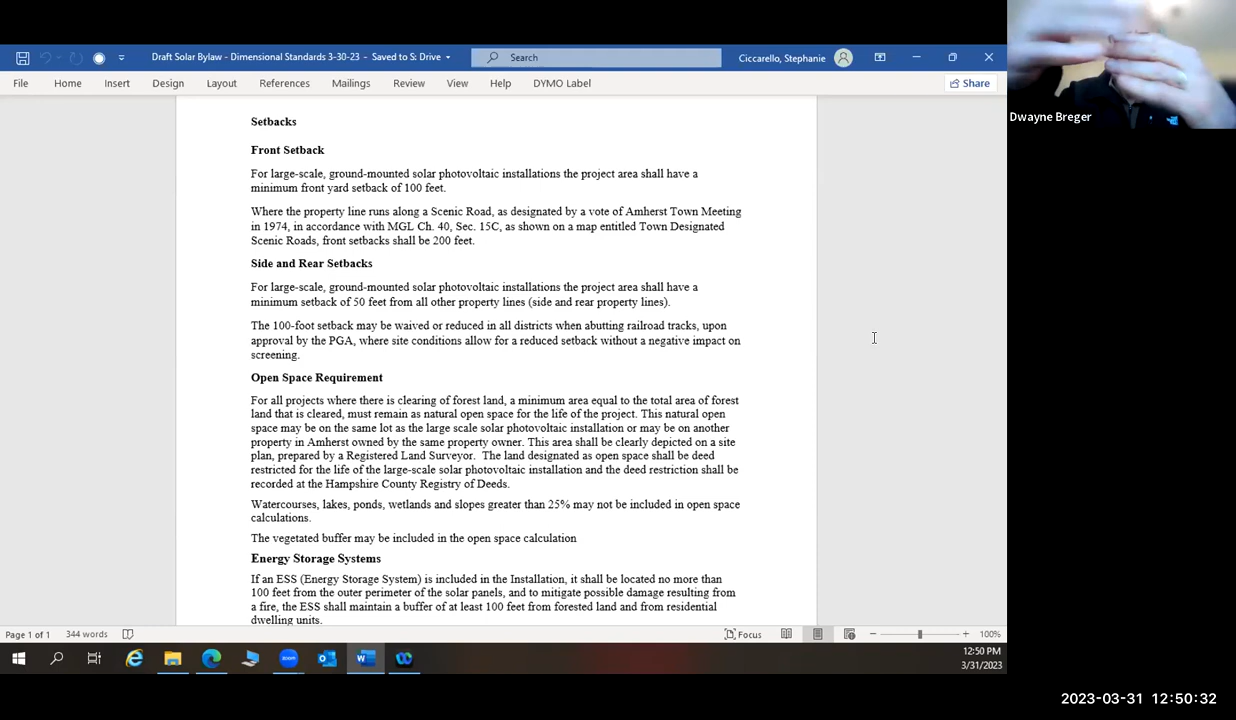 Draft Solar Bylaw - Dimensional Standards 3-30-23 - Saved to S: Drive
Search
Ciccarello, Stephanie
File Home Insert Design Layout References Mailings Review View Help DYMO Label
Share
Dwayne Breger
Setbacks
Front Setback
For large-scale, ground-mounted solar photovoltaic installations the project area shall have a
minimum front yard setback of 100 feet.
Where the property line runs along a Scenic Road, as designated by a vote of Amherst Town Meeting
in 1974, in accordance with MGL Ch. 40, Sec. 15C, as shown on a map entitled Town Designated
Scenic Roads, front setbacks shall be 200 feet.
Side and Rear Setbacks
For large-scale, ground-mounted solar photovoltaic installations the project area shall have a
minimum setback of 50 feet from all other property lines (side and rear property lines).
The 100-foot setback may be waived or reduced in all districts when abutting railroad tracks, upon
approval by the PGA, where site conditions allow for a reduced setback without a negative impact on
screening.
Open Space Requirement
For all projects where there is clearing of forest land, a minimum area equal to the total area of forest
land that is cleared, must remain as natural open space for the life of the project. This natural open
space may be on the same lot as the large scale solar photovoltaic installation or may be on another
property in Amherst owned by the same property owner. This area shall be clearly depicted on a site
plan, prepared by a Registered Land Surveyor. The land designated as open space shall be deed
restricted for the life of the large-scale solar photovoltaic installation and the deed restriction shall be
recorded at the Hampshire County Registry of Deeds.
Watercourses, lakes, ponds, wetlands and slopes greater than 25% may not be included in open space
calculations.
The vegetated buffer may be included in the open space calculation
Energy Storage Systems
If an ESS (Energy Storage System) is included in the Installation, it shall be located no more than
100 feet from the outer perimeter of the solar panels, and to mitigate possible damage resulting from
a fire, the ESS shall maintain a buffer of at least 100 feet from forested land and from residential
dwelling units.
Page 1 of 1 344 words
Focus
100%
12:50 PM
3/31/2023
2023-03-31 12:50:32